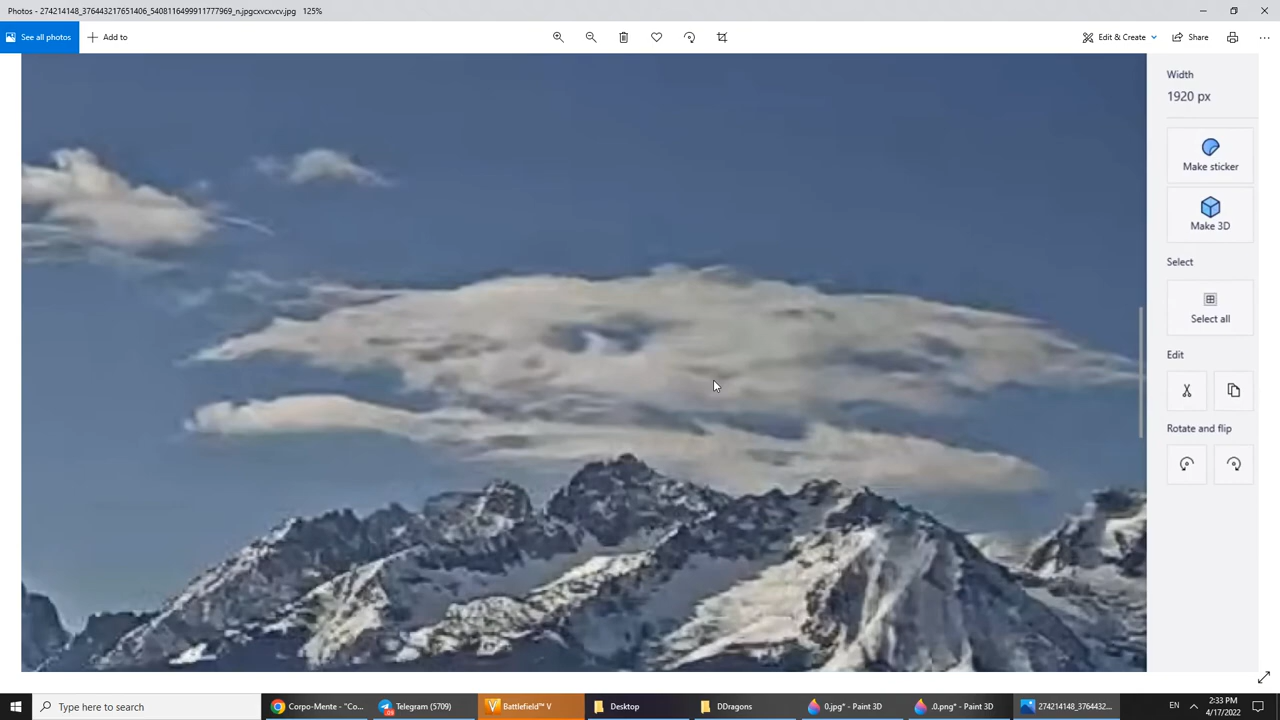 Photos - 274214148_376443217651406_5408116499911777969_n.jpgcxvcxvcv.jpg 125%
See all photos
Add to
Edit & Create
Share
Width
1920 px
Make sticker
Make 3D
Select
Select all
Edit
Rotate and flip
Type here to search
Corpo-Mente - "Co...
Telegram (5709)
Battlefield™ V
Desktop
DDragons
0.jpg* - Paint 3D
.0.png* - Paint 3D
274214148_3764432...
EN
2:33 PM
4/17/2022